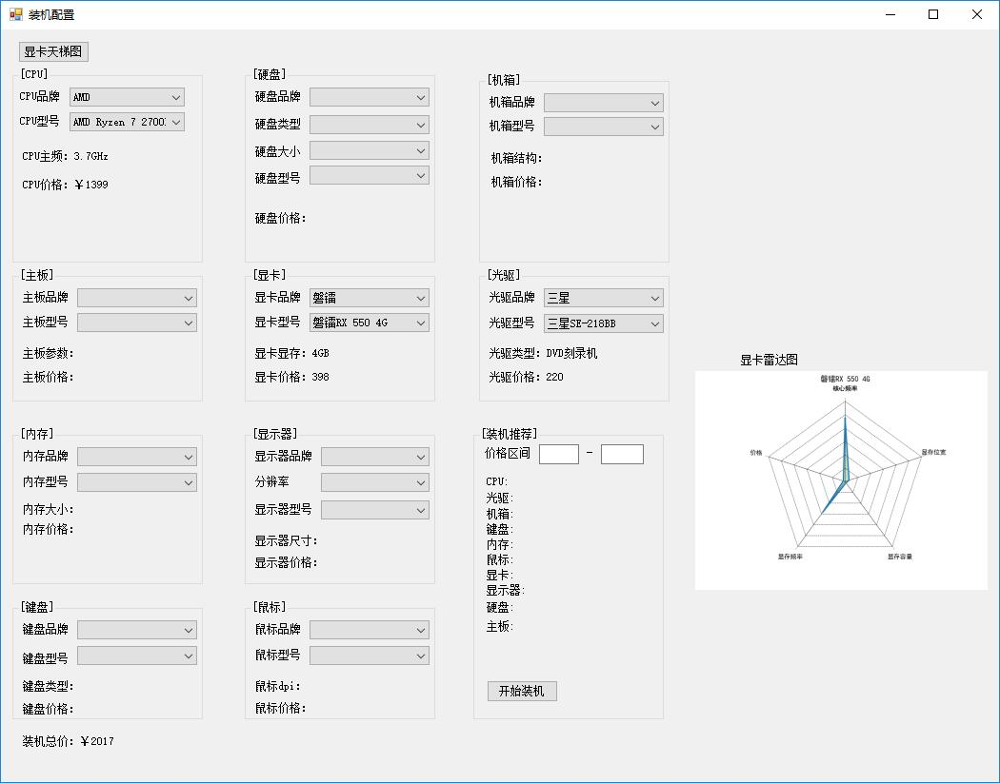 装机配置
显卡天梯图
[CPU]
CPU品牌 AMD
CPU型号 AMD Ryzen 7 2700
CPU主频: 3.7GHz
CPU价格: ￥1399
[硬盘]
硬盘品牌
硬盘类型
硬盘大小
硬盘型号
硬盘价格:
[机箱]
机箱品牌
机箱型号
机箱结构:
机箱价格:
[主板]
主板品牌
主板型号
主板参数:
主板价格:
[显卡]
显卡品牌 磐镭
显卡型号 磐镭RX 550 4G
显卡显存: 4GB
显卡价格: 398
[光驱]
光驱品牌 三星
光驱型号 三星SE-218BB
光驱类型: DVD刻录机
光驱价格: 220
显卡雷达图
磐镭RX 550 4G
核心频率
价格
显存位宽
显存频率
显存容量
[内存]
内存品牌
内存型号
内存大小:
内存价格:
[显示器]
显示器品牌
分辨率
显示器型号
显示器尺寸:
显示器价格:
[装机推荐]
价格区间 -
CPU:
光驱:
机箱:
键盘:
内存:
鼠标:
显卡:
显示器:
硬盘:
主板:
开始装机
[键盘]
键盘品牌
键盘型号
键盘类型:
键盘价格:
[鼠标]
鼠标品牌
鼠标型号
鼠标dpi:
鼠标价格:
装机总价: ￥2017